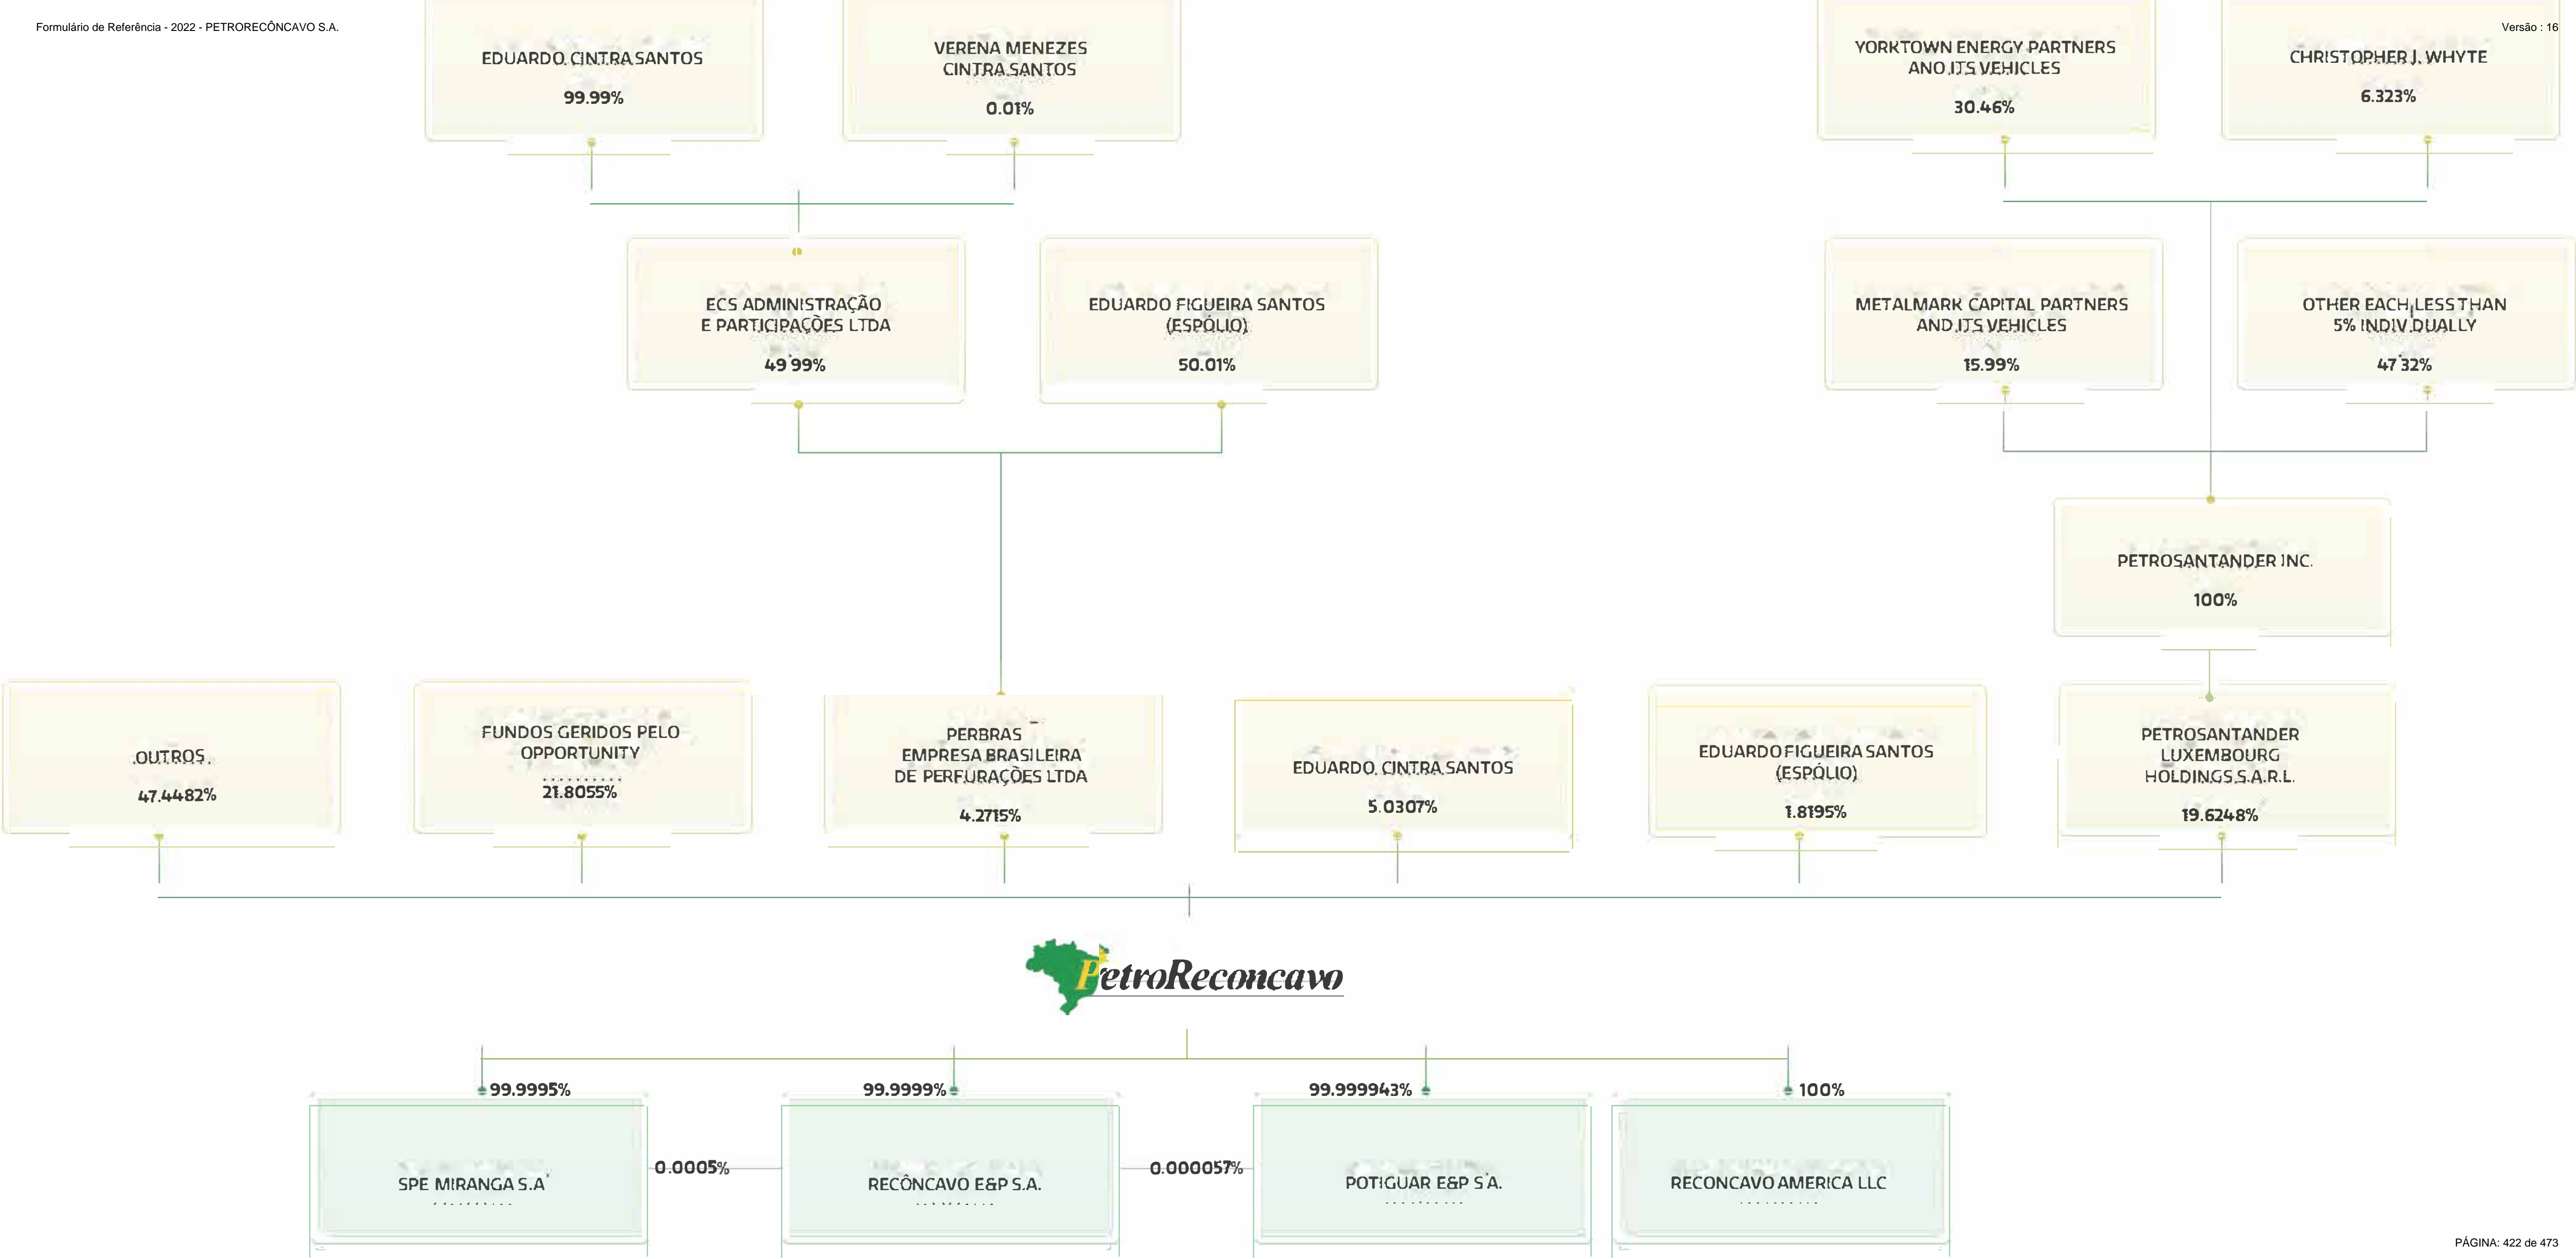 Formulário de Referência - 2022 - PETRORECÔNCAVO S.A.
Versão : 16
EDUARDO CINTRA SANTOS
99.99%
VERENA MENEZES
CINTRA SANTOS
0.01%
YORKTOWN ENERGY PARTNERS
ANO ITS VEHICLES
30.46%
CHRISTOPHER J. WHYTE
6.323%
ECS ADMINISTRAÇÃO
E PARTICIPAÇÕES LTDA
49.99%
EDUARDO FIGUEIRA SANTOS
(ESPÓLIO)
50.01%
METALMARK CAPITAL PARTNERS
AND ITS VEHICLES
15.99%
OTHER EACH LESS THAN
5% INDIV.DUALLY
47.32%
PETROSANTANDER INC.
100%
OUTROS
47.4482%
FUNDOS GERIDOS PELO
OPPORTUNITY
21.8055%
PERBRAS –
EMPRESA BRASILEIRA
DE PERFURAÇÕES LTDA
4.2715%
EDUARDO CINTRA SANTOS
5.0307%
EDUARDO FIGUEIRA SANTOS
(ESPÓLIO)
1.8195%
PETROSANTANDER
LUXEMBOURG
HOLDINGS S.A.R.L.
19.6248%
PetroReconcavo
99.9995%
99.9999%
99.999943%
100%
SPE MIRANGA S.A.
0.0005%
RECÔNCAVO E&P S.A.
0.000057%
POTIGUAR E&P S.A.
RECONCAVO AMERICA LLC
PÁGINA: 422 de 473